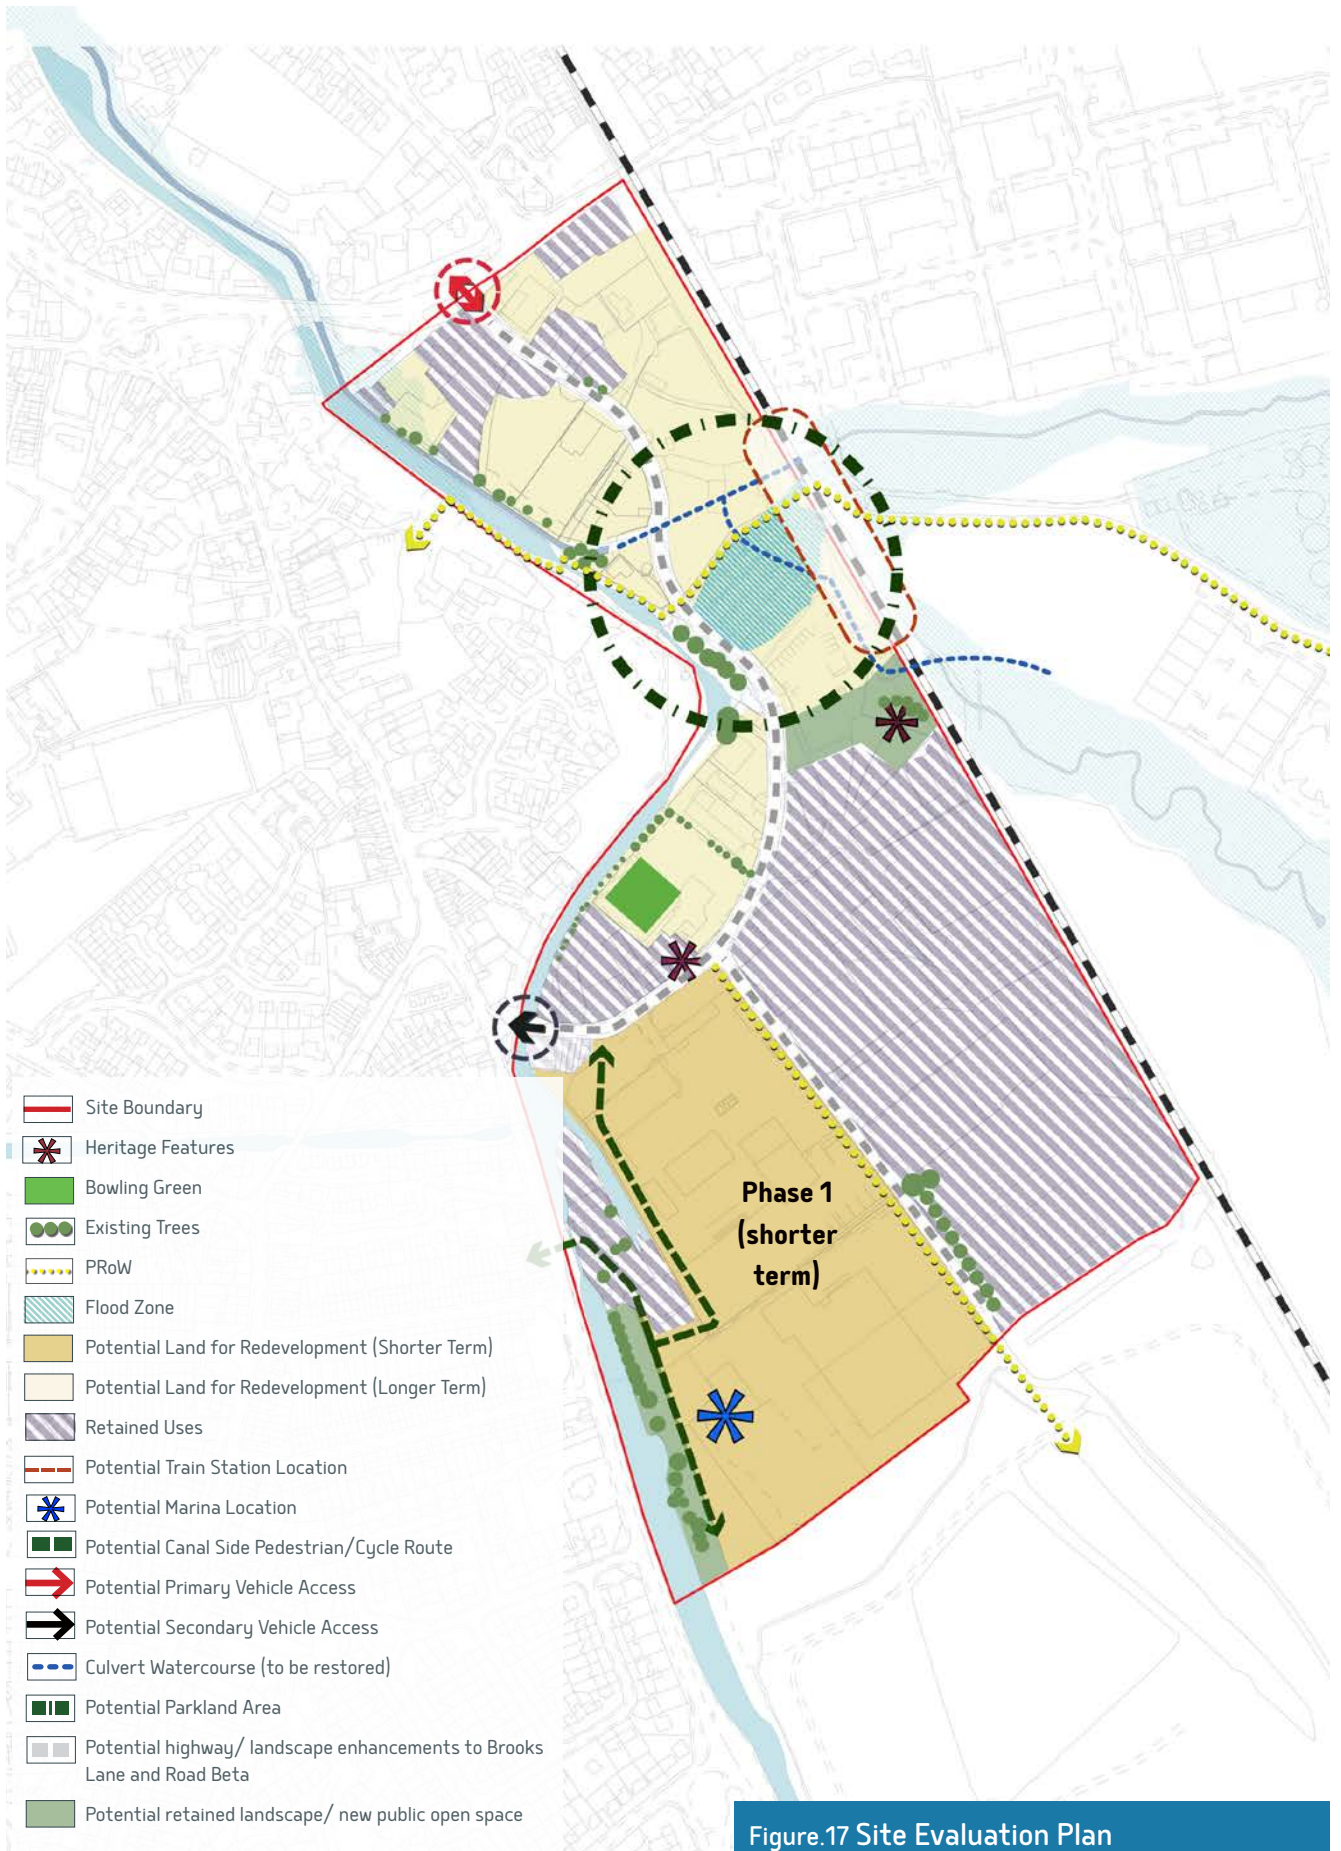 Phase 1
(shorter
term)
Site Boundary
Heritage Features
Bowling Green
Existing Trees
PRoW
Flood Zone
Potential Land for Redevelopment (Shorter Term)
Potential Land for Redevelopment (Longer Term)
Retained Uses
Potential Train Station Location
Potential Marina Location
Potential Canal Side Pedestrian/Cycle Route
Potential Primary Vehicle Access
Potential Secondary Vehicle Access
Culvert Watercourse (to be restored)
Potential Parkland Area
Potential highway/ landscape enhancements to Brooks
Lane and Road Beta
Potential retained landscape/ new public open space
Figure.17 Site Evaluation Plan